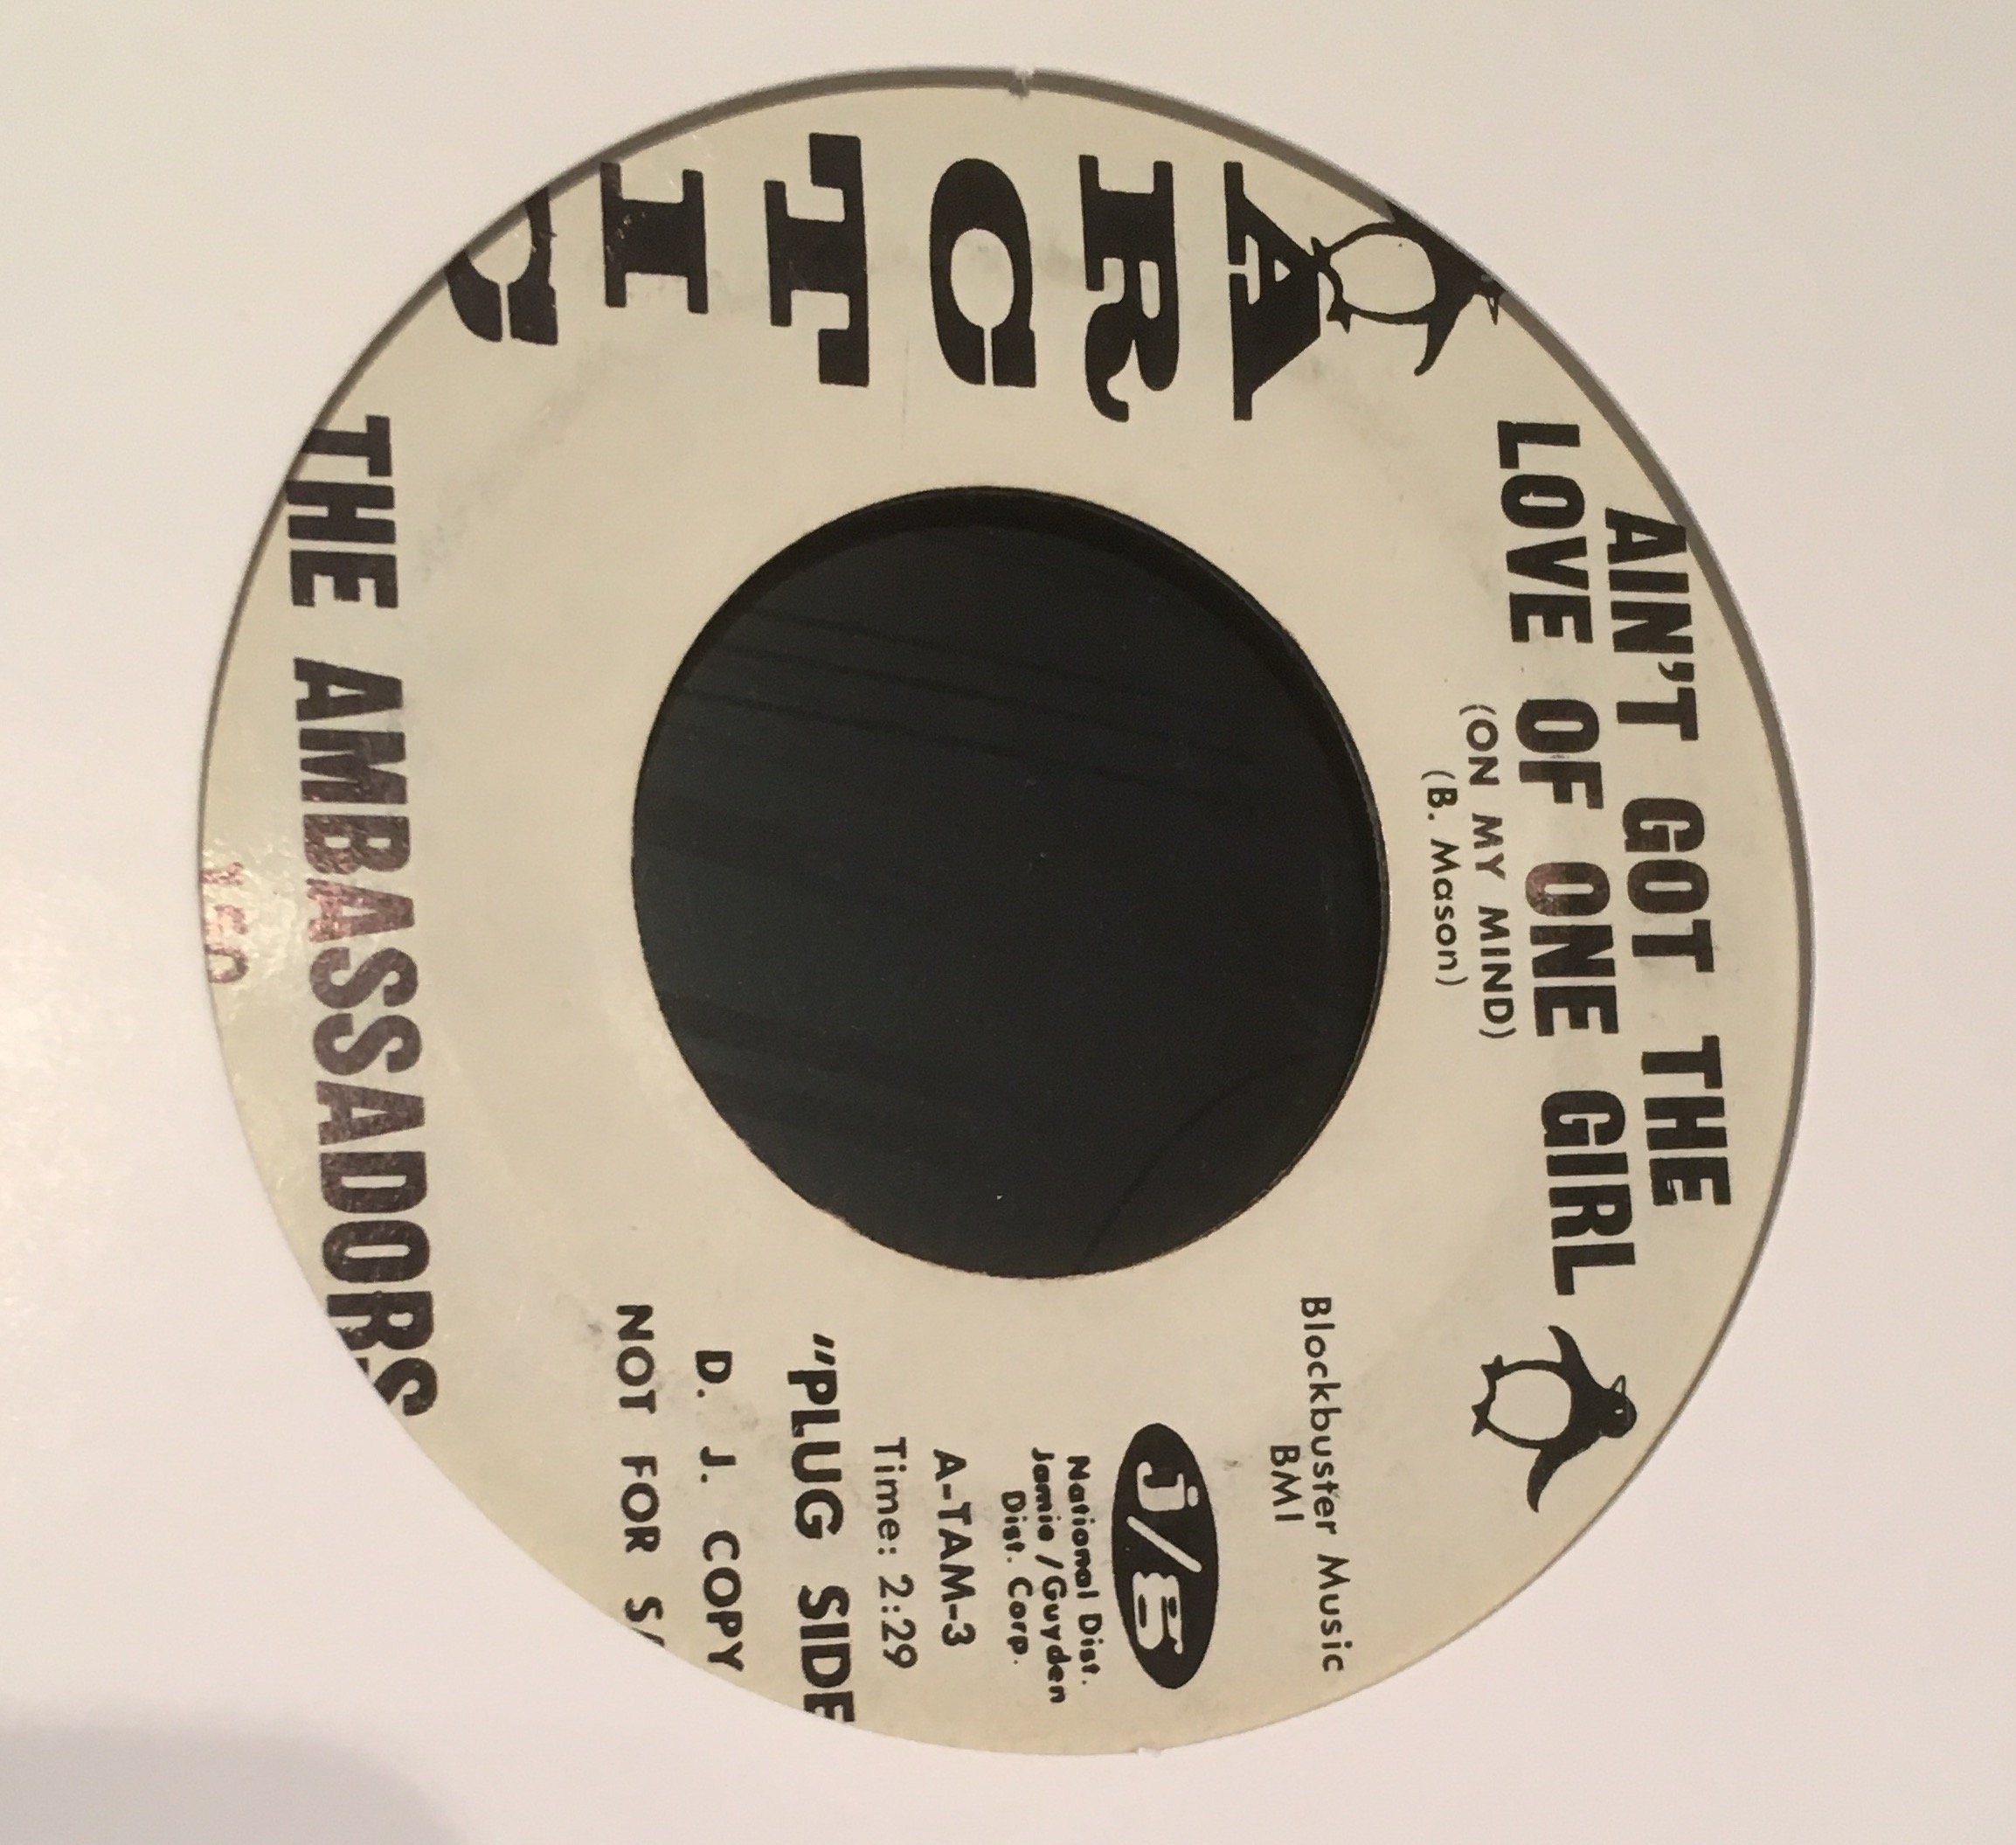 AIN'T GOT THE
LOVE OF ONE GIRL
(ON MY MIND)
(B. Mason)
ARCTIC
Blockbuster Music
BMI
J/G
National Dist.
Jamie/Guyden
Dist. Corp.
A-TAM-3
Time: 2:29
"PLUG SIDE
D. J. COPY
NOT FOR SA
THE AMBASSADORS